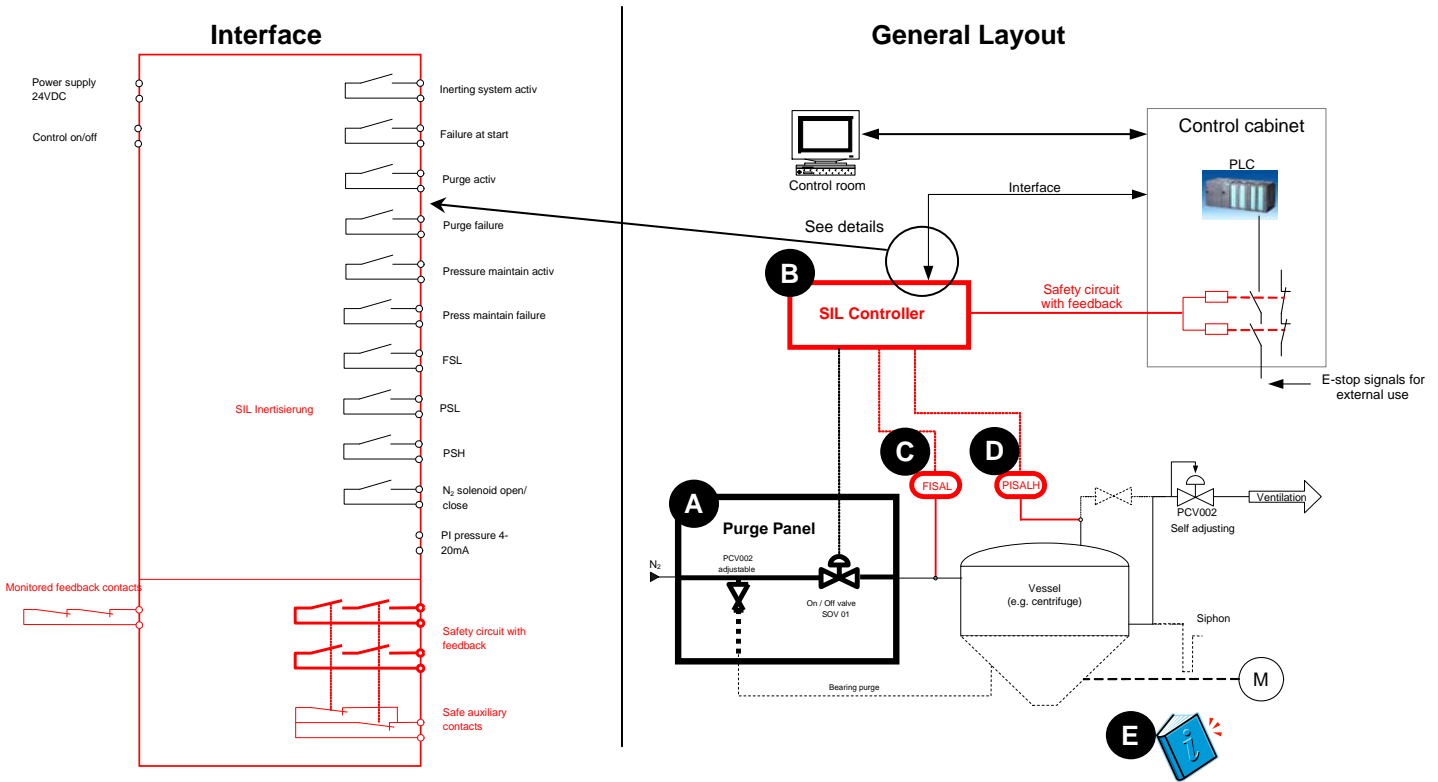 Interface
Power supply
24VDC
Control on/off
Inerting system activ
Failure at start
Purge activ
Purge failure
Pressure maintain activ
Press maintain failure
FSL
SIL Inertisierung
PSL
PSH
N₂ solenoid open/
close
PI pressure 4-
20mA
Monitored feedback contacts
Safety circuit with
feedback
Safe auxiliary
contacts
General Layout
Control room
Control cabinet
PLC
Interface
See details
B
SIL Controller
Safety circuit
with feedback
E-stop signals for
external use
C
D
FISAL
PISALH
A
Purge Panel
N₂
PCV002
adjustable
On / Off valve
SOV 01
PCV002
Self adjusting
Ventilation
Vessel
(e.g. centrifuge)
Siphon
Bearing purge
M
E
i